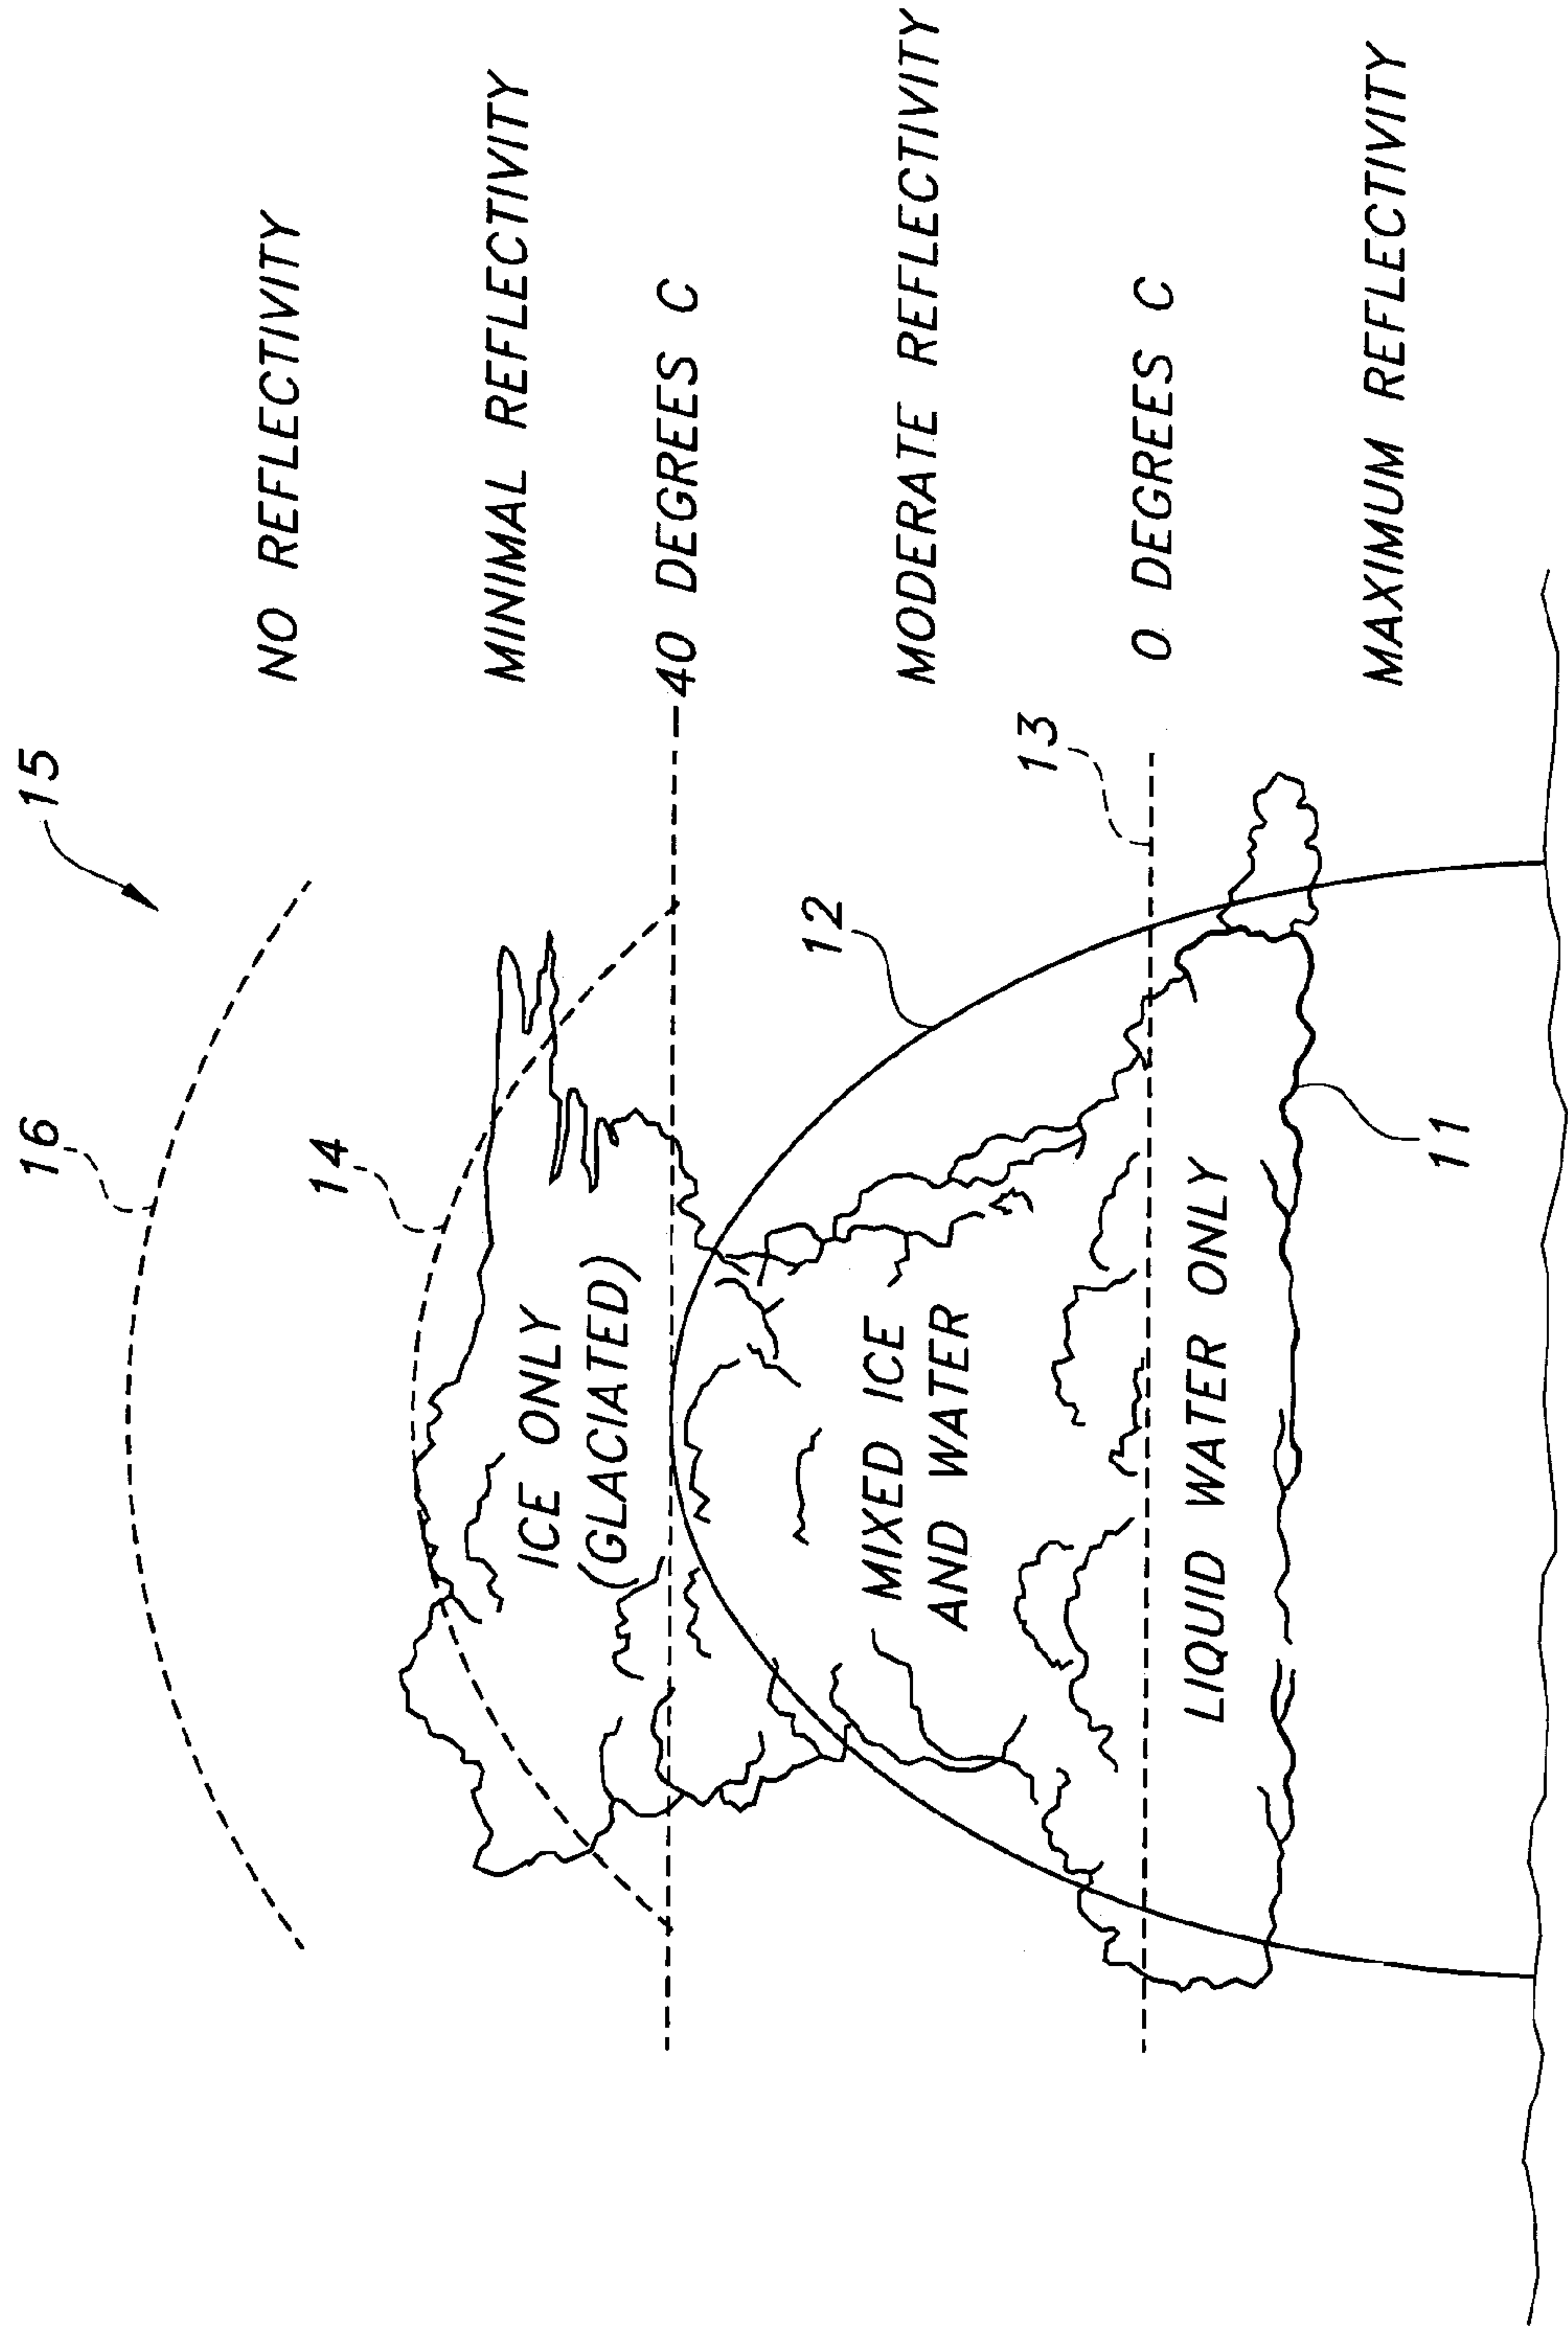 15
16
NO REFLECTIVITY
14
MINIMAL REFLECTIVITY
ICE ONLY
(GLACIATED)
-40 DEGREES C
12
MIXED ICE
AND WATER
MODERATE REFLECTIVITY
13
0 DEGREES C
LIQUID WATER ONLY
MAXIMUM REFLECTIVITY
11